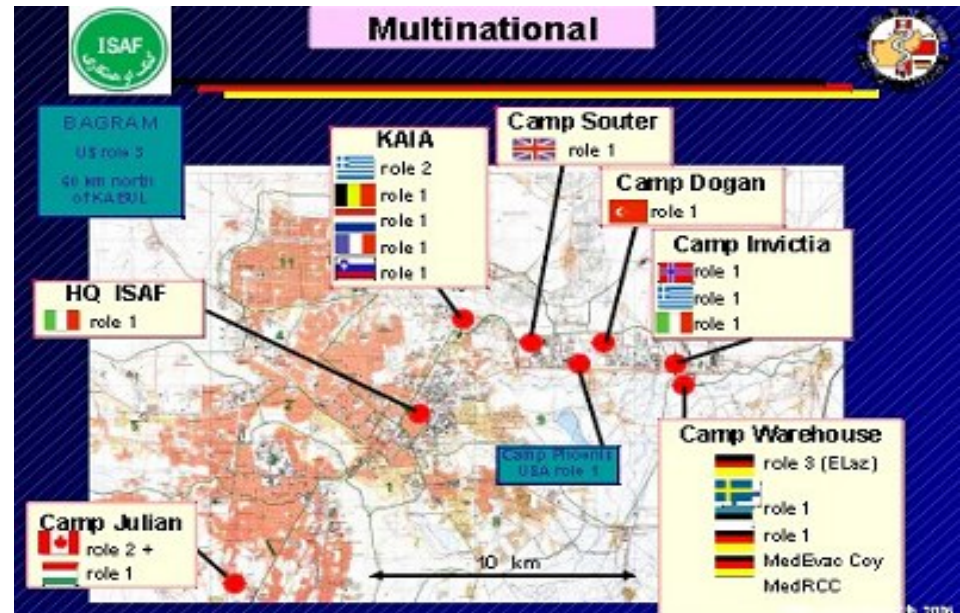 Multinational
ISAF
BAGRAM
US role 3
60 km north
of KABUL
KAIA
role 2
role 1
role 1
role 1
role 1
Camp Souter
role 1
Camp Dogan
role 1
Camp Invictia
role 1
role 1
role 1
HQ ISAF
role 1
11
Camp Phoenix
USA role 1
Camp Warehouse
role 3 (ELaz)
role 1
role 1
MedEvac Coy
MedRCC
Camp Julian
role 2 +
role 1
10 km